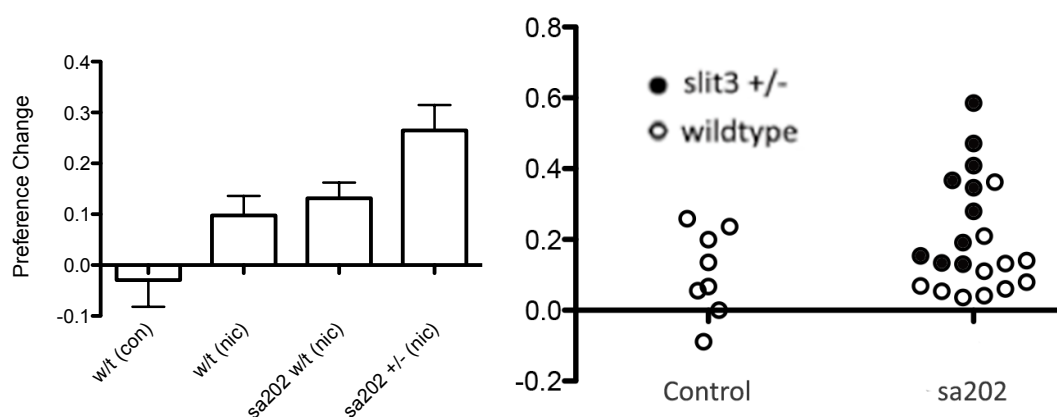 Preference Change
0.4
0.3
0.2
0.1
0.0
-0.1
w/t (con)
w/t (nic)
sa202 w/t (nic)
sa202 +/- (nic)
0.8
0.6
0.4
0.2
0.0
-0.2
slit3 +/-
wildtype
Control
sa202